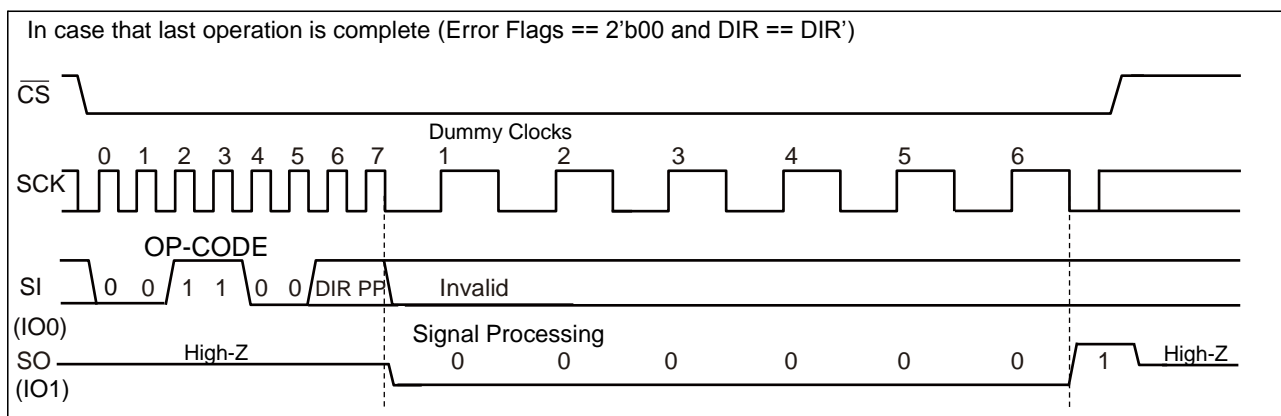 In case that last operation is complete (Error Flags == 2'b00 and DIR == DIR')
CS
Dummy Clocks
0 1 2 3 4 5 6 7 1 2 3 4 5 6
SCK
OP-CODE
SI 0 0 1 1 0 0 DIR PP Invalid
(IO0)
Signal Processing
SO High-Z 0 0 0 0 0 0 1 High-Z
(IO1)